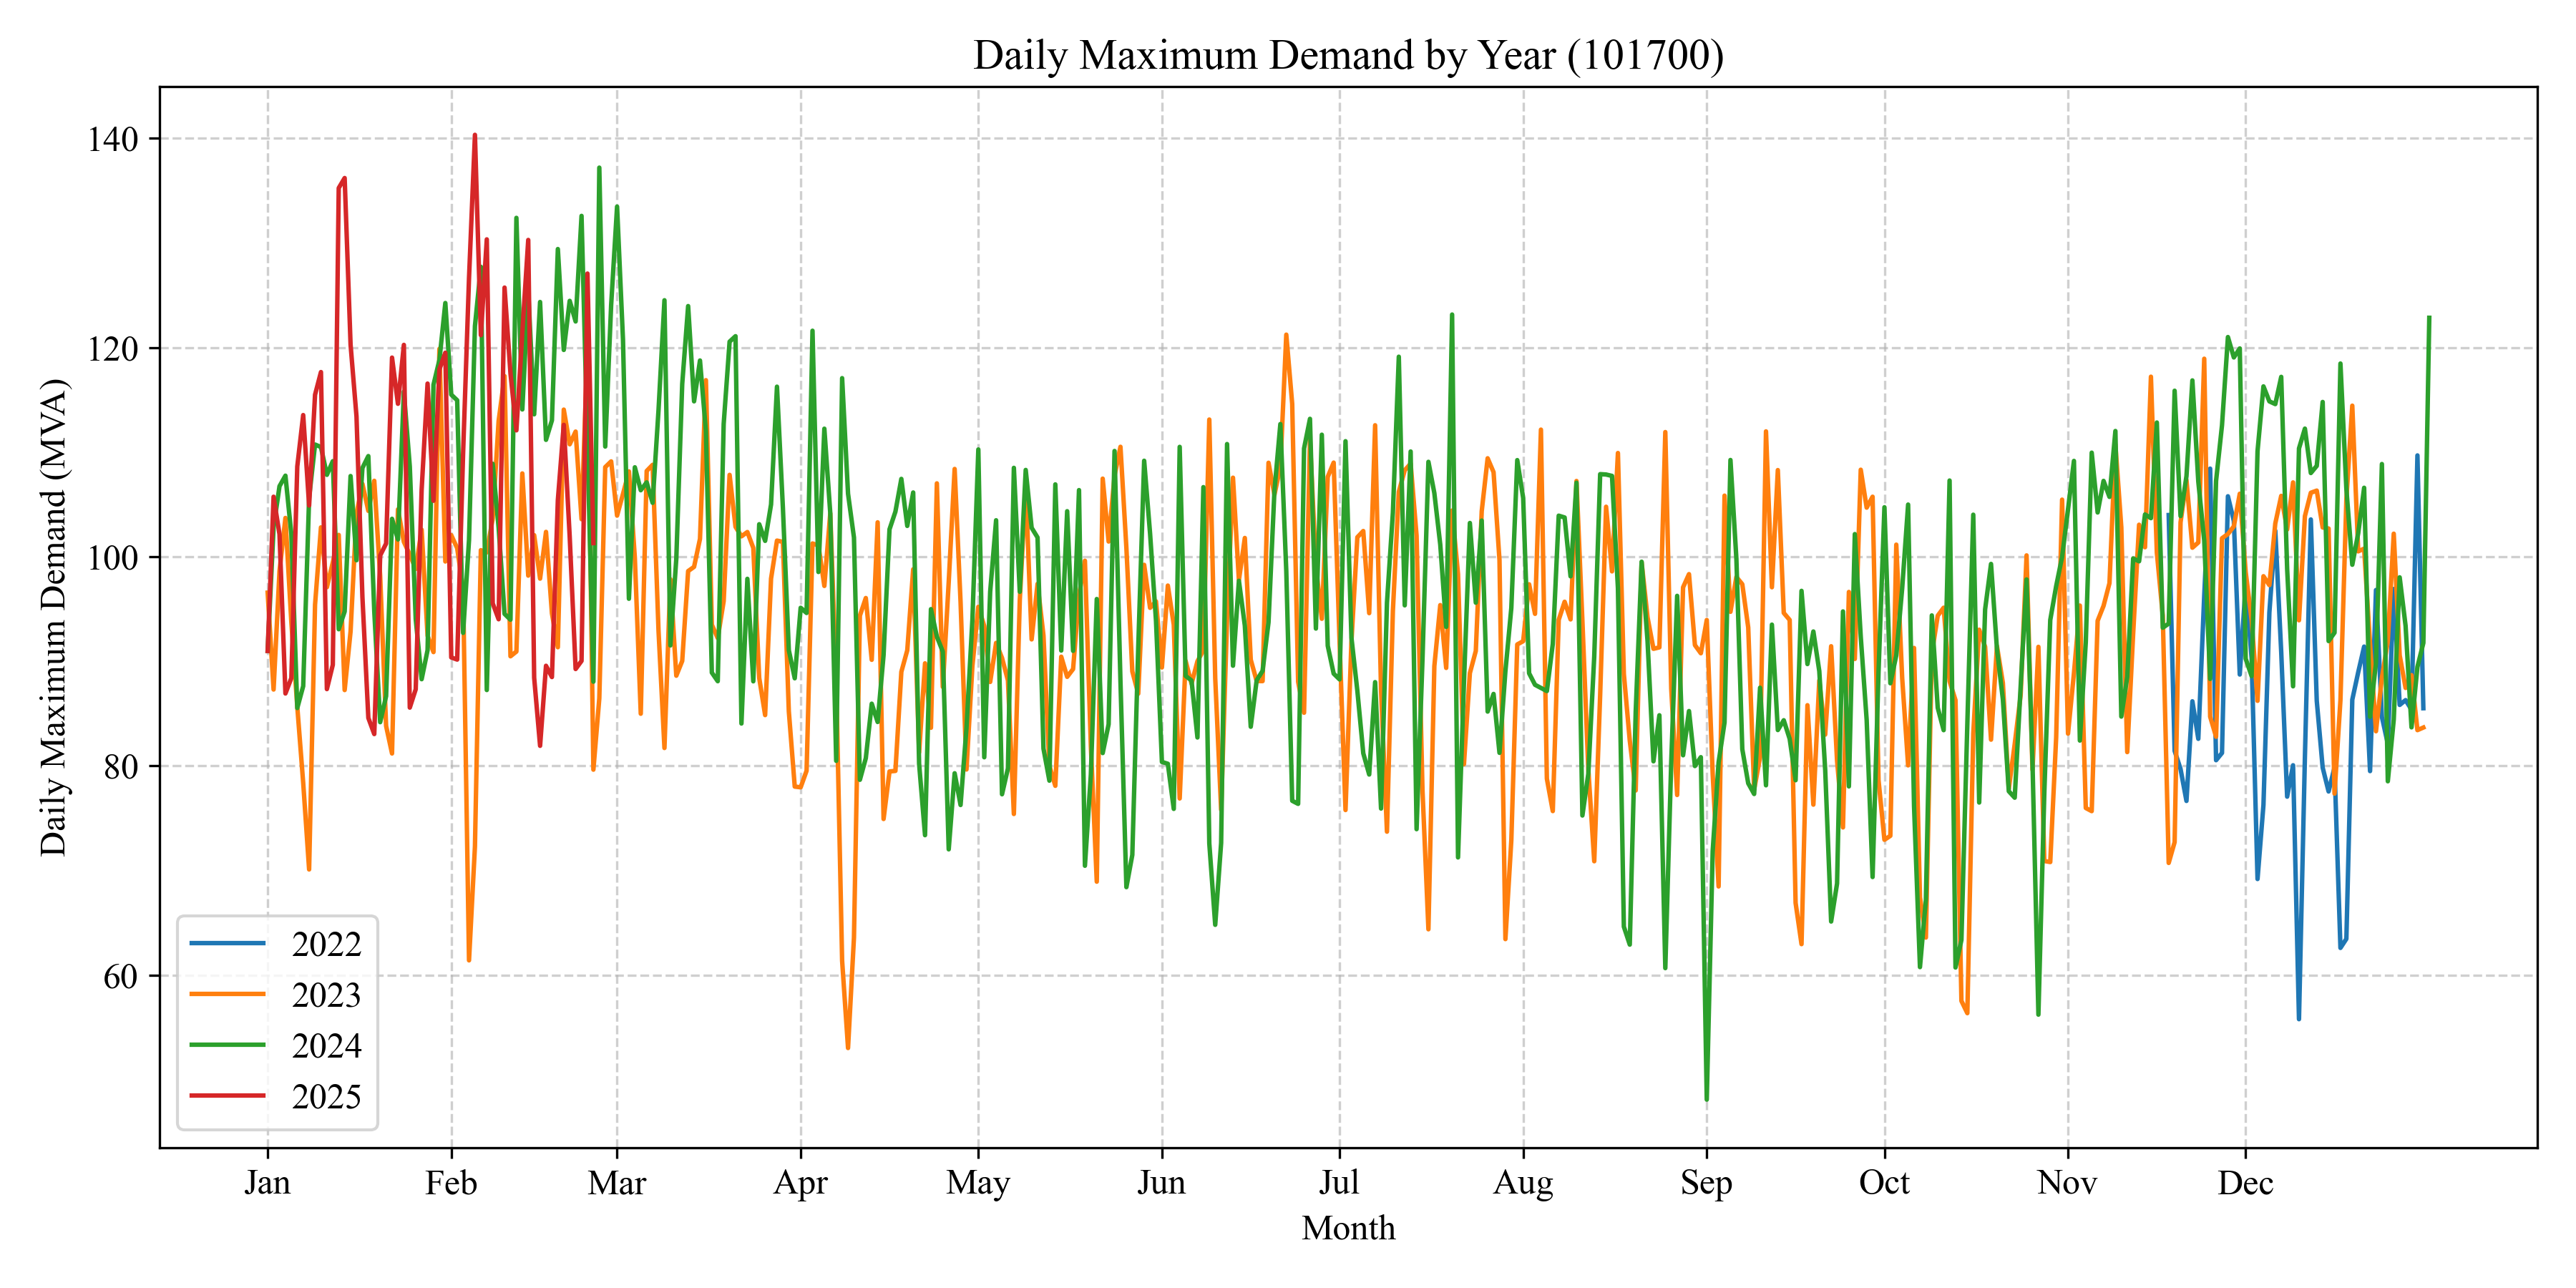 Daily Maximum Demand by Year (101700)
Daily Maximum Demand (MVA)
140
120
100
80
60
2022
2023
2024
2025
Jan Feb Mar Apr May Jun Jul Aug Sep Oct Nov Dec
Month